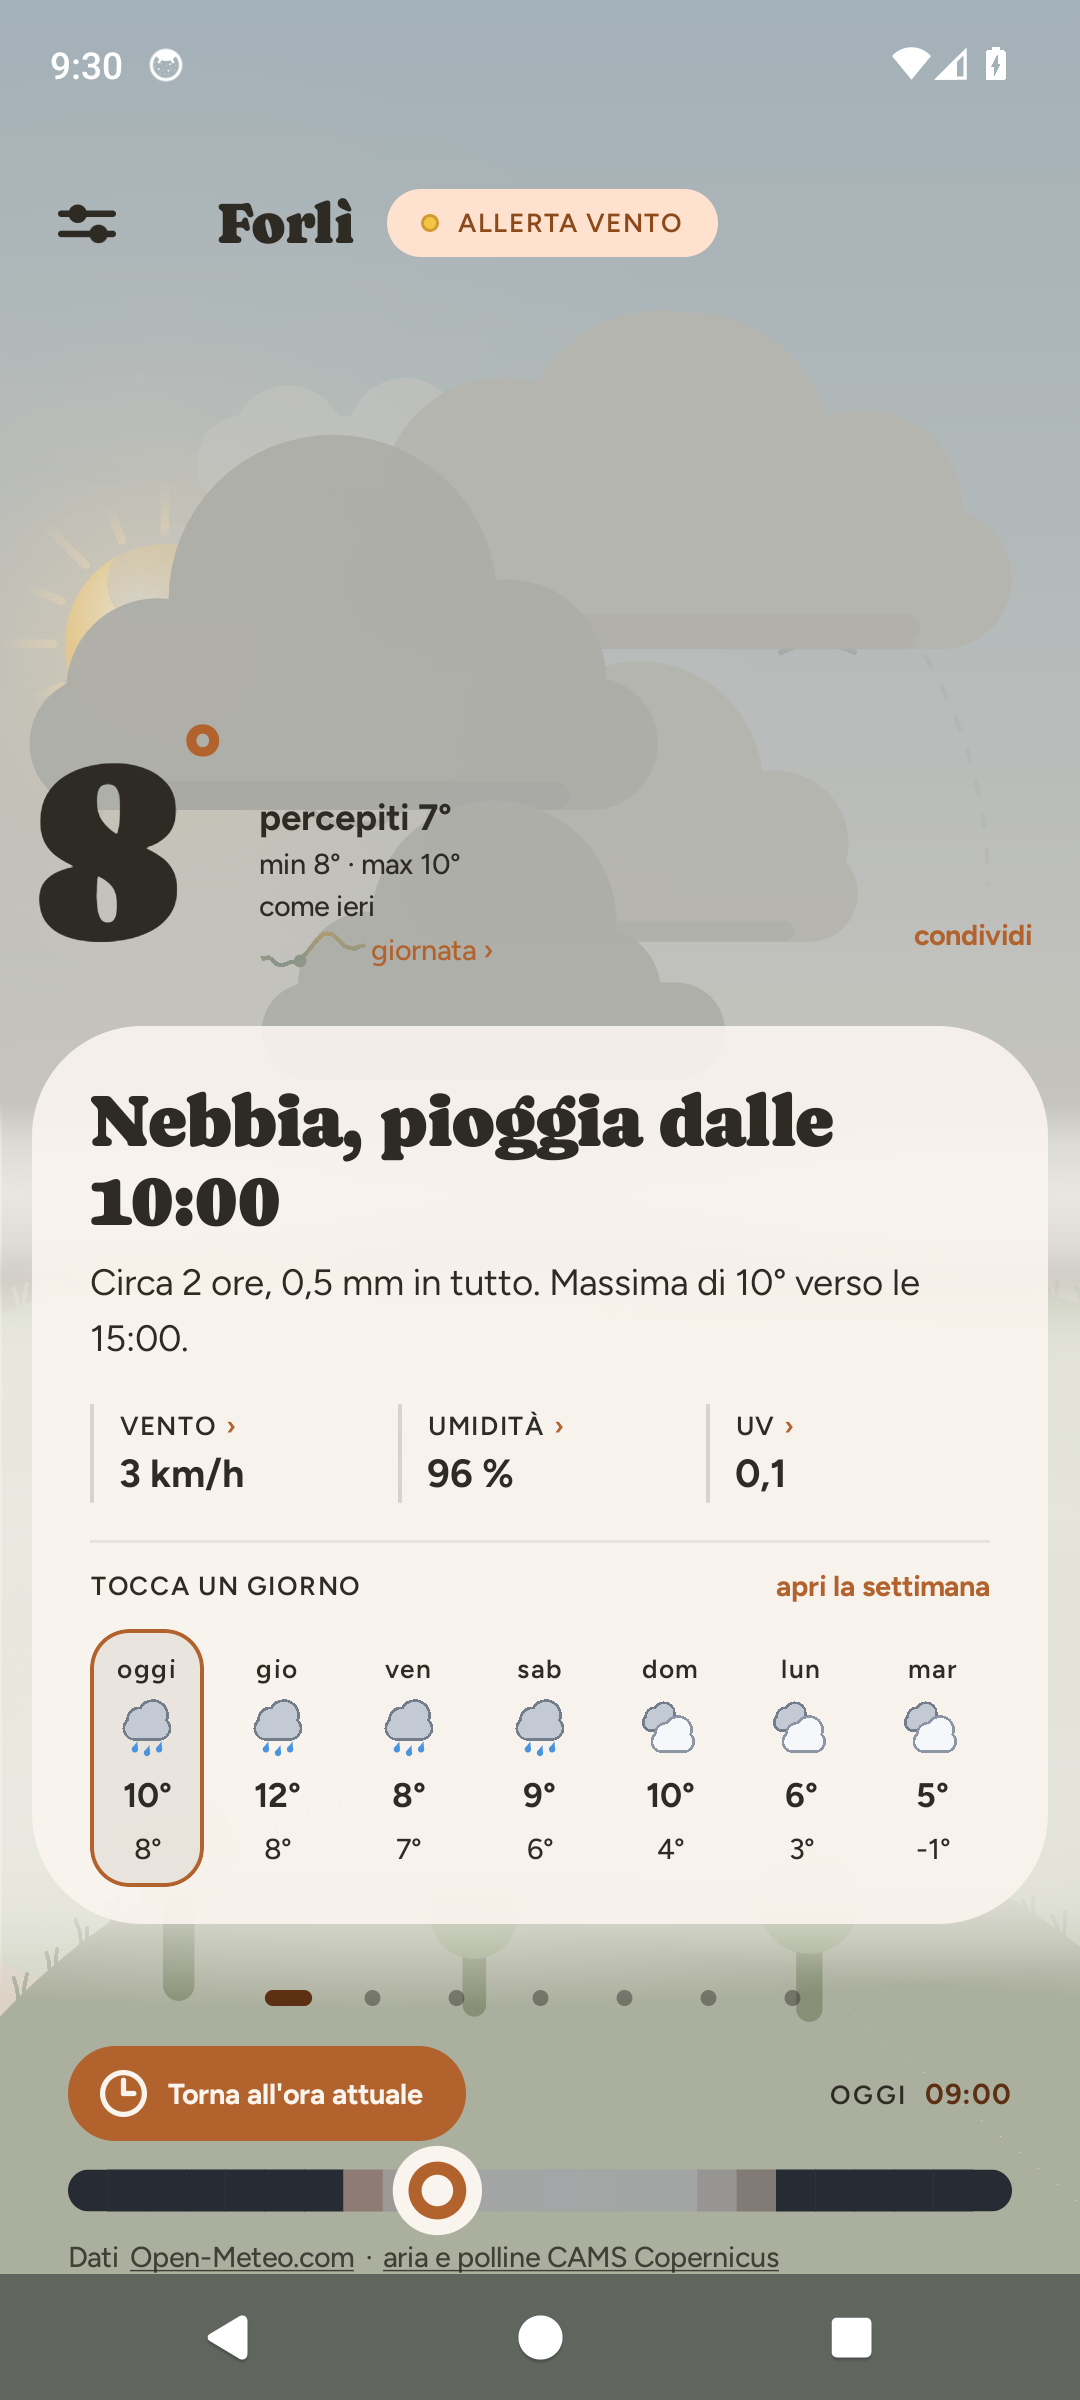 9:30
Forlì
ALLERTA VENTO
8°
percepiti 7°
min 8° · max 10°
come ieri
giornata ›
condividi
Nebbia, pioggia dalle
10:00
Circa 2 ore, 0,5 mm in tutto. Massima di 10° verso le
15:00.
VENTO › UMIDITÀ › UV ›
3 km/h 96 % 0,1
TOCCA UN GIORNO apri la settimana
oggi gio ven sab dom lun mar
10° 12° 8° 9° 10° 6° 5°
8° 8° 7° 6° 4° 3° -1°
Torna all'ora attuale OGGI 09:00
Dati Open-Meteo.com · aria e polline CAMS Copernicus